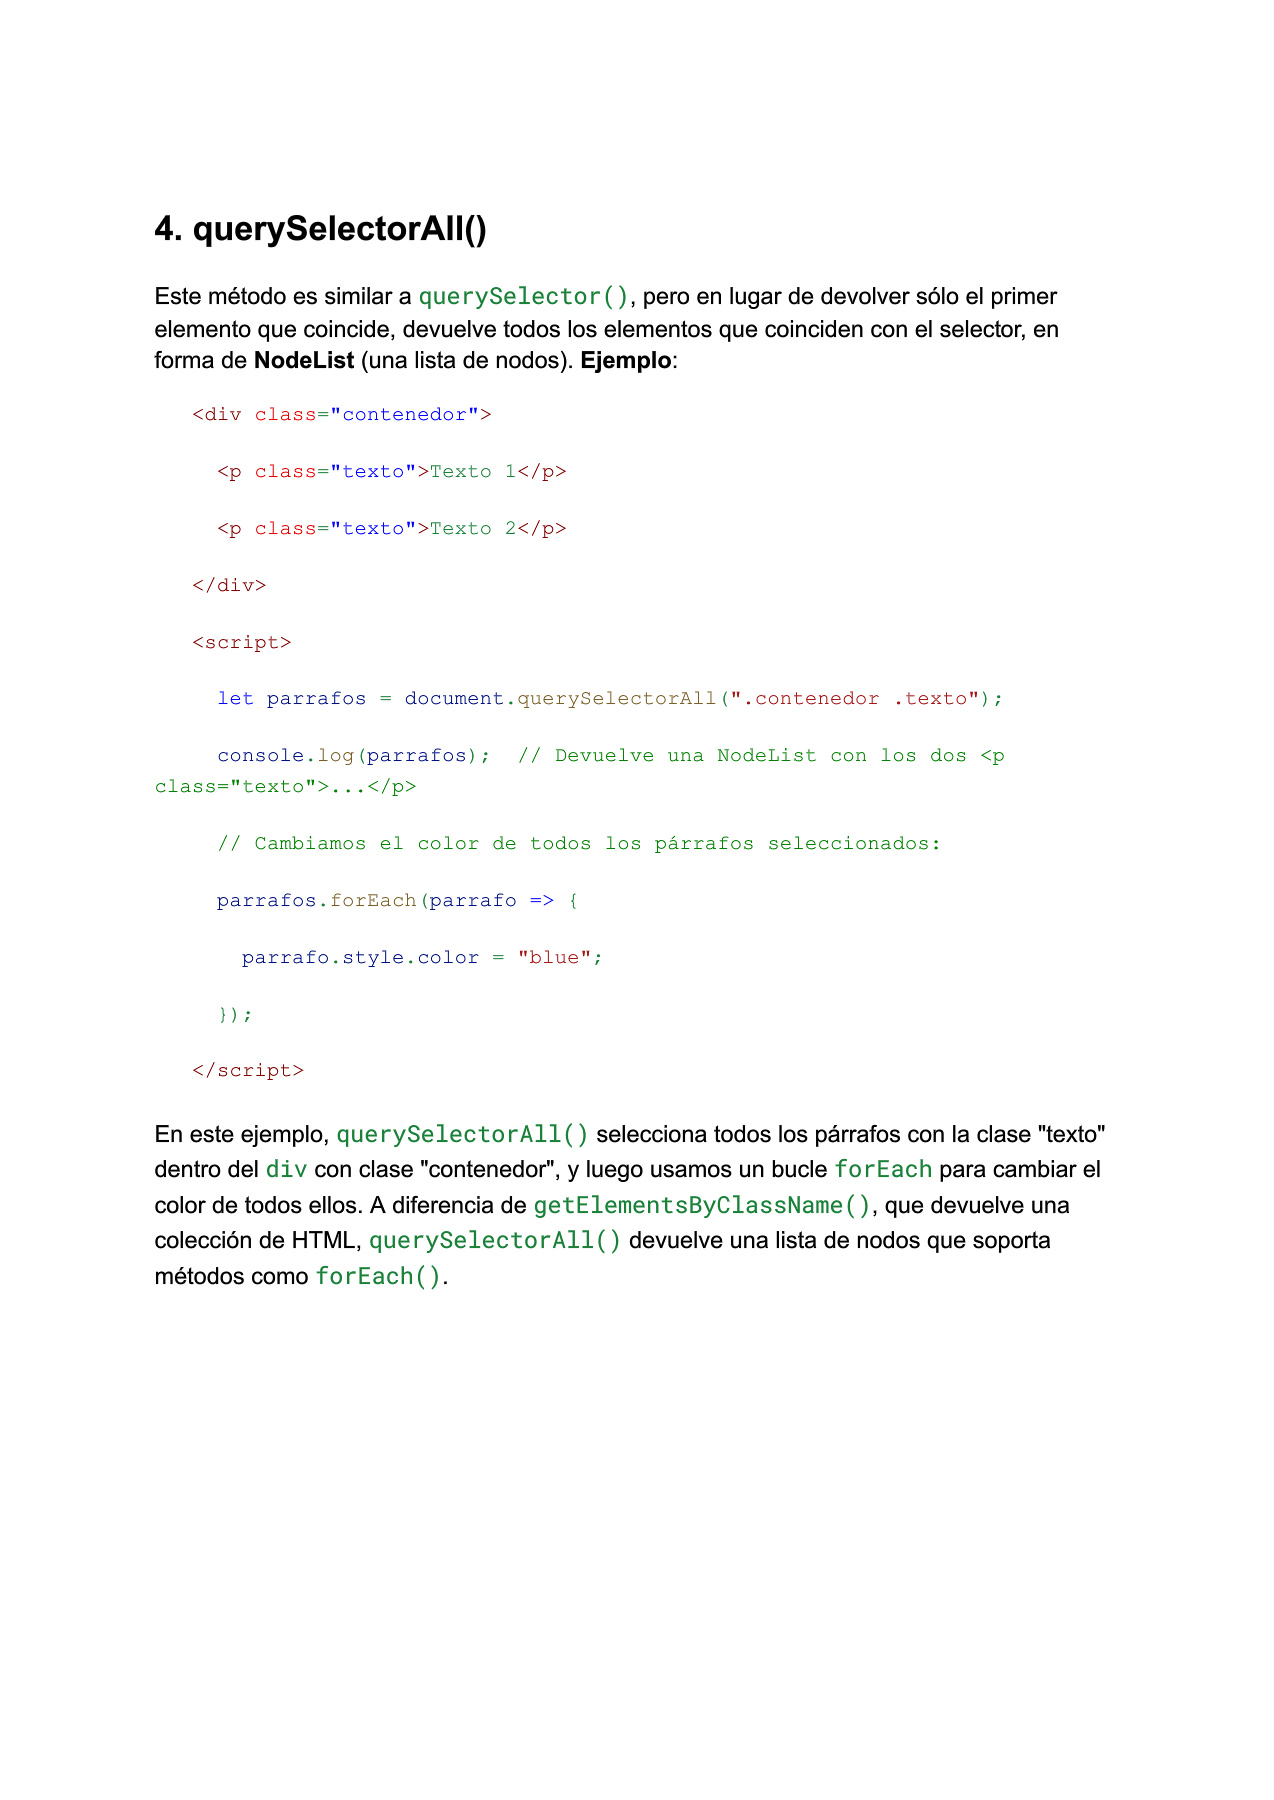 4. querySelectorAll()
Este método es similar a querySelector(), pero en lugar de devolver sólo el primer
elemento que coincide, devuelve todos los elementos que coinciden con el selector, en
forma de NodeList (una lista de nodos). Ejemplo:
<div class="contenedor">
<p class="texto">Texto 1</p>
<p class="texto">Texto 2</p>
</div>
<script>
let parrafos = document.querySelectorAll(".contenedor .texto");
console.log(parrafos);  // Devuelve una NodeList con los dos <p
class="texto">...</p>
// Cambiamos el color de todos los párrafos seleccionados:
parrafos.forEach(parrafo => {
parrafo.style.color = "blue";
});
</script>
En este ejemplo, querySelectorAll() selecciona todos los párrafos con la clase "texto"
dentro del div con clase "contenedor", y luego usamos un bucle forEach para cambiar el
color de todos ellos. A diferencia de getElementsByClassName(), que devuelve una
colección de HTML, querySelectorAll() devuelve una lista de nodos que soporta
métodos como forEach().